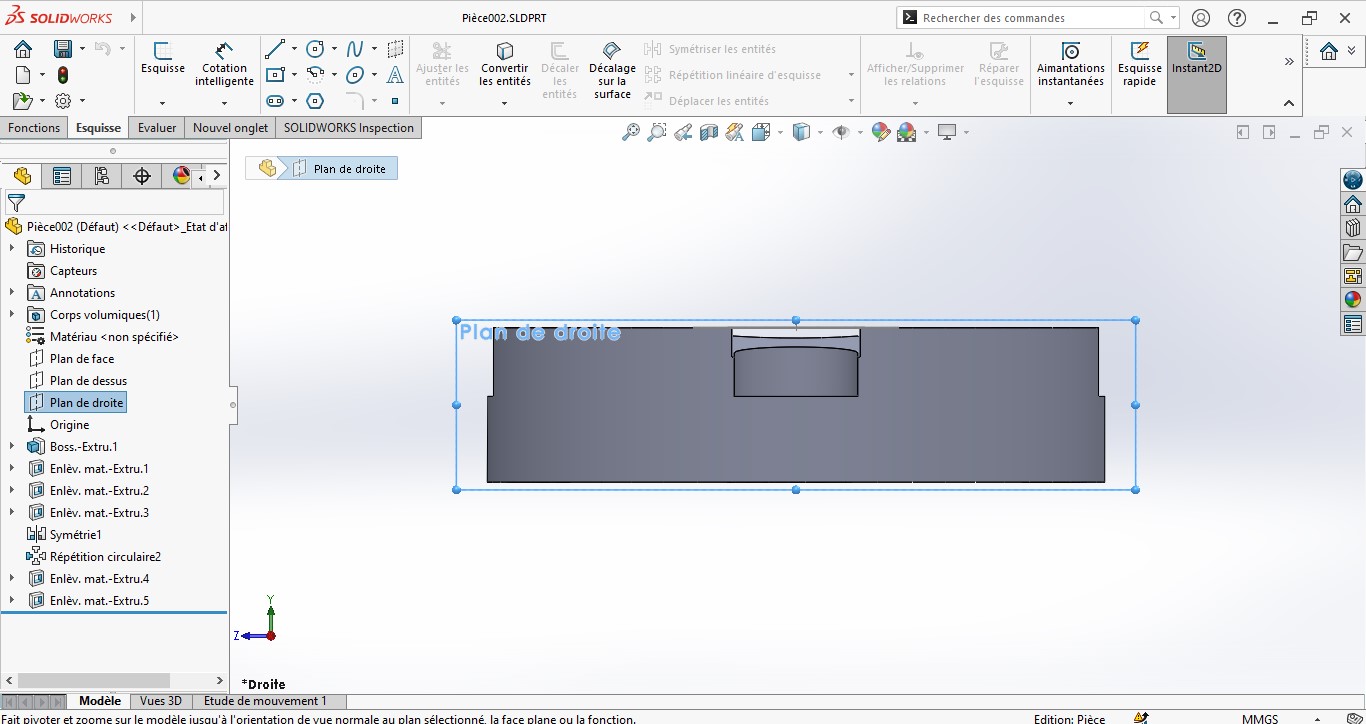 SOLIDWORKS
Pièce002.SLDPRT
Rechercher des commandes
Esquisse
Cotation intelligente
Ajuster les entités
Convertir les entités
Décaler les entités
Décalage sur la surface
Symétriser les entités
Répétition linéaire d'esquisse
Déplacer les entités
Afficher/Supprimer les relations
Réparer l'esquisse
Aimantations instantanées
Esquisse rapide
Instant2D
Fonctions
Esquisse
Evaluer
Nouvel onglet
SOLIDWORKS Inspection
Plan de droite
Pièce002 (Défaut) <<Défaut>_Etat d'af
Historique
Capteurs
Annotations
Corps volumiques(1)
Matériau <non spécifié>
Plan de face
Plan de dessus
Plan de droite
Origine
Boss.-Extru.1
Enlèv. mat.-Extru.1
Enlèv. mat.-Extru.2
Enlèv. mat.-Extru.3
Symétrie1
Répétition circulaire2
Enlèv. mat.-Extru.4
Enlèv. mat.-Extru.5
Plan de droite
Y
Z
*Droite
Modèle
Vues 3D
Etude de mouvement 1
Fait pivoter et zoome sur le modèle jusqu'à l'orientation de vue normale au plan sélectionné, la face plane ou la fonction.
Edition: Pièce
MMGS